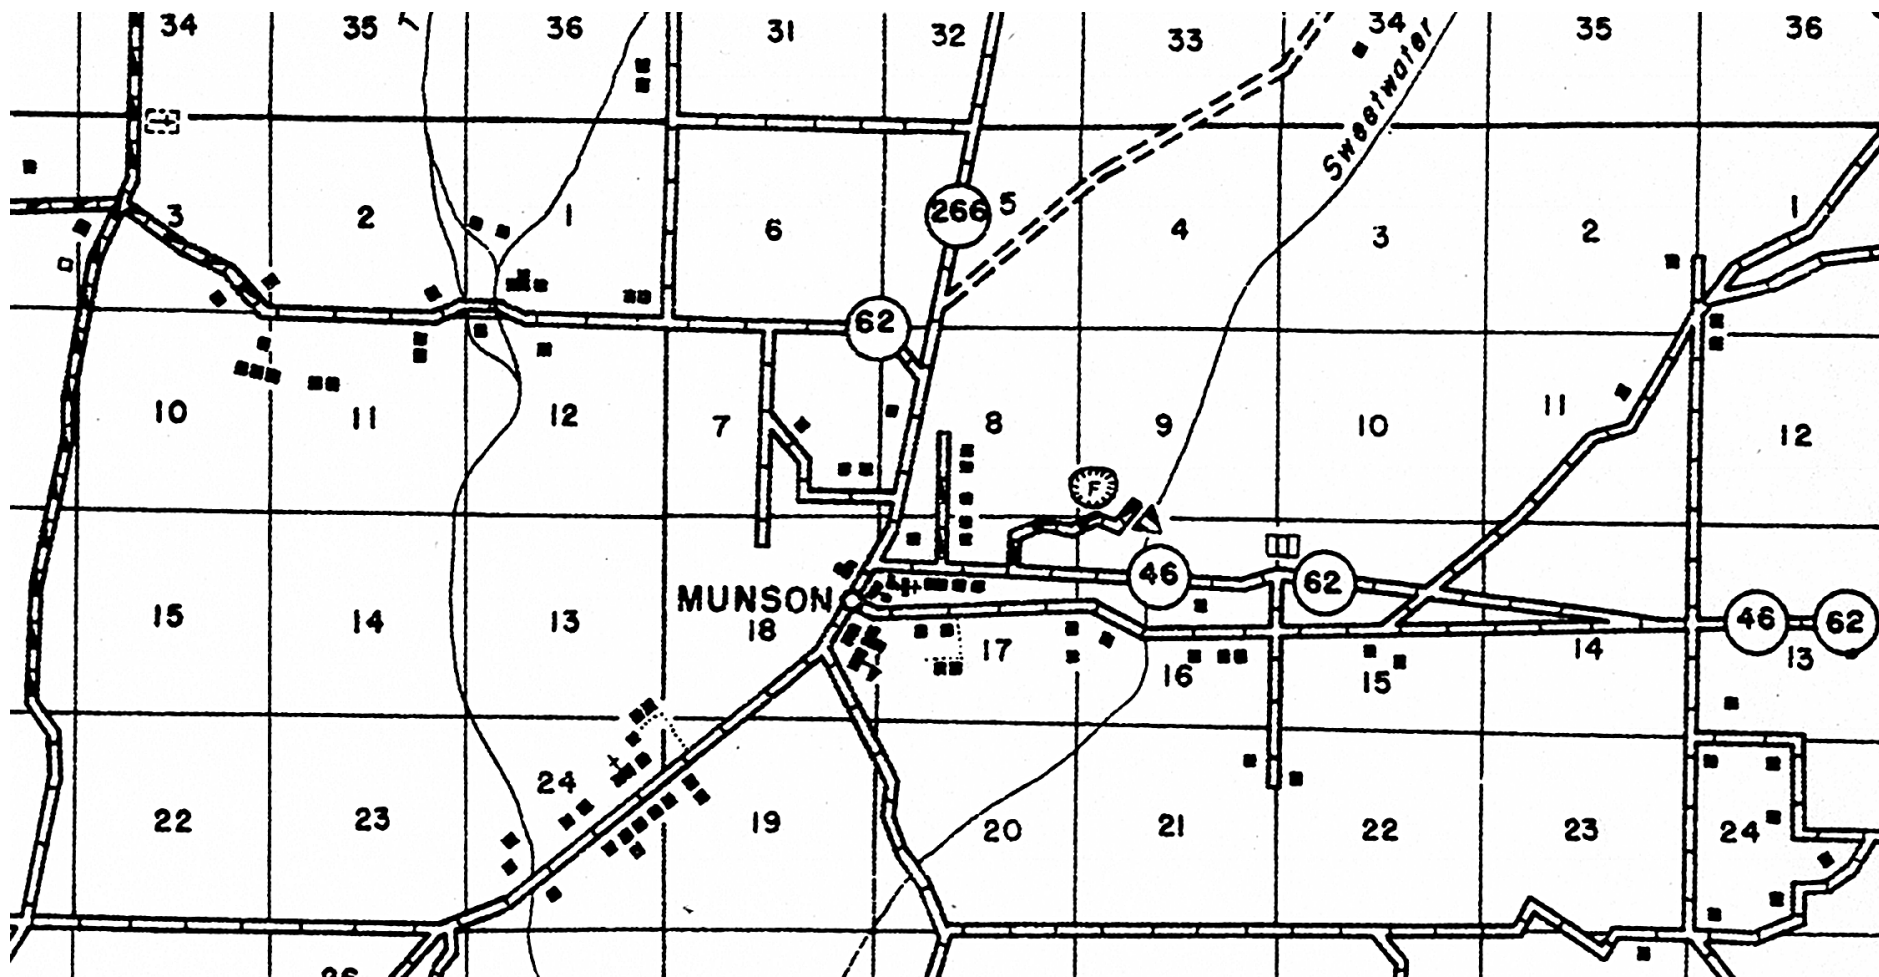 34 35 36 31 32 33 34 35 36
Sweetwater
3 2 1 6 266 5 4 3 2 1
62
10 11 12 7 8 9 10 11 12
F
46 62
MUNSON
15 14 13 18 17 16 15 14 46 62 13
24
22 23 19 20 21 22 23 24